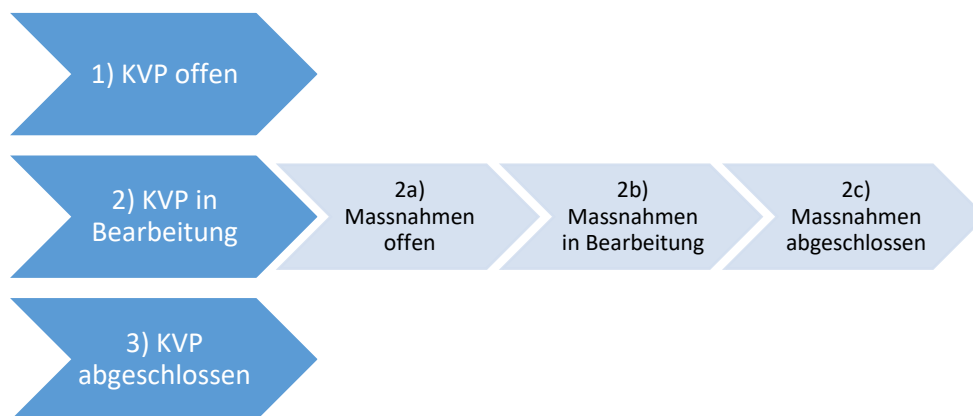 1) KVP offen
2) KVP in
Bearbeitung
2a)
Massnahmen
offen
2b)
Massnahmen
in Bearbeitung
2c)
Massnahmen
abgeschlossen
3) KVP
abgeschlossen